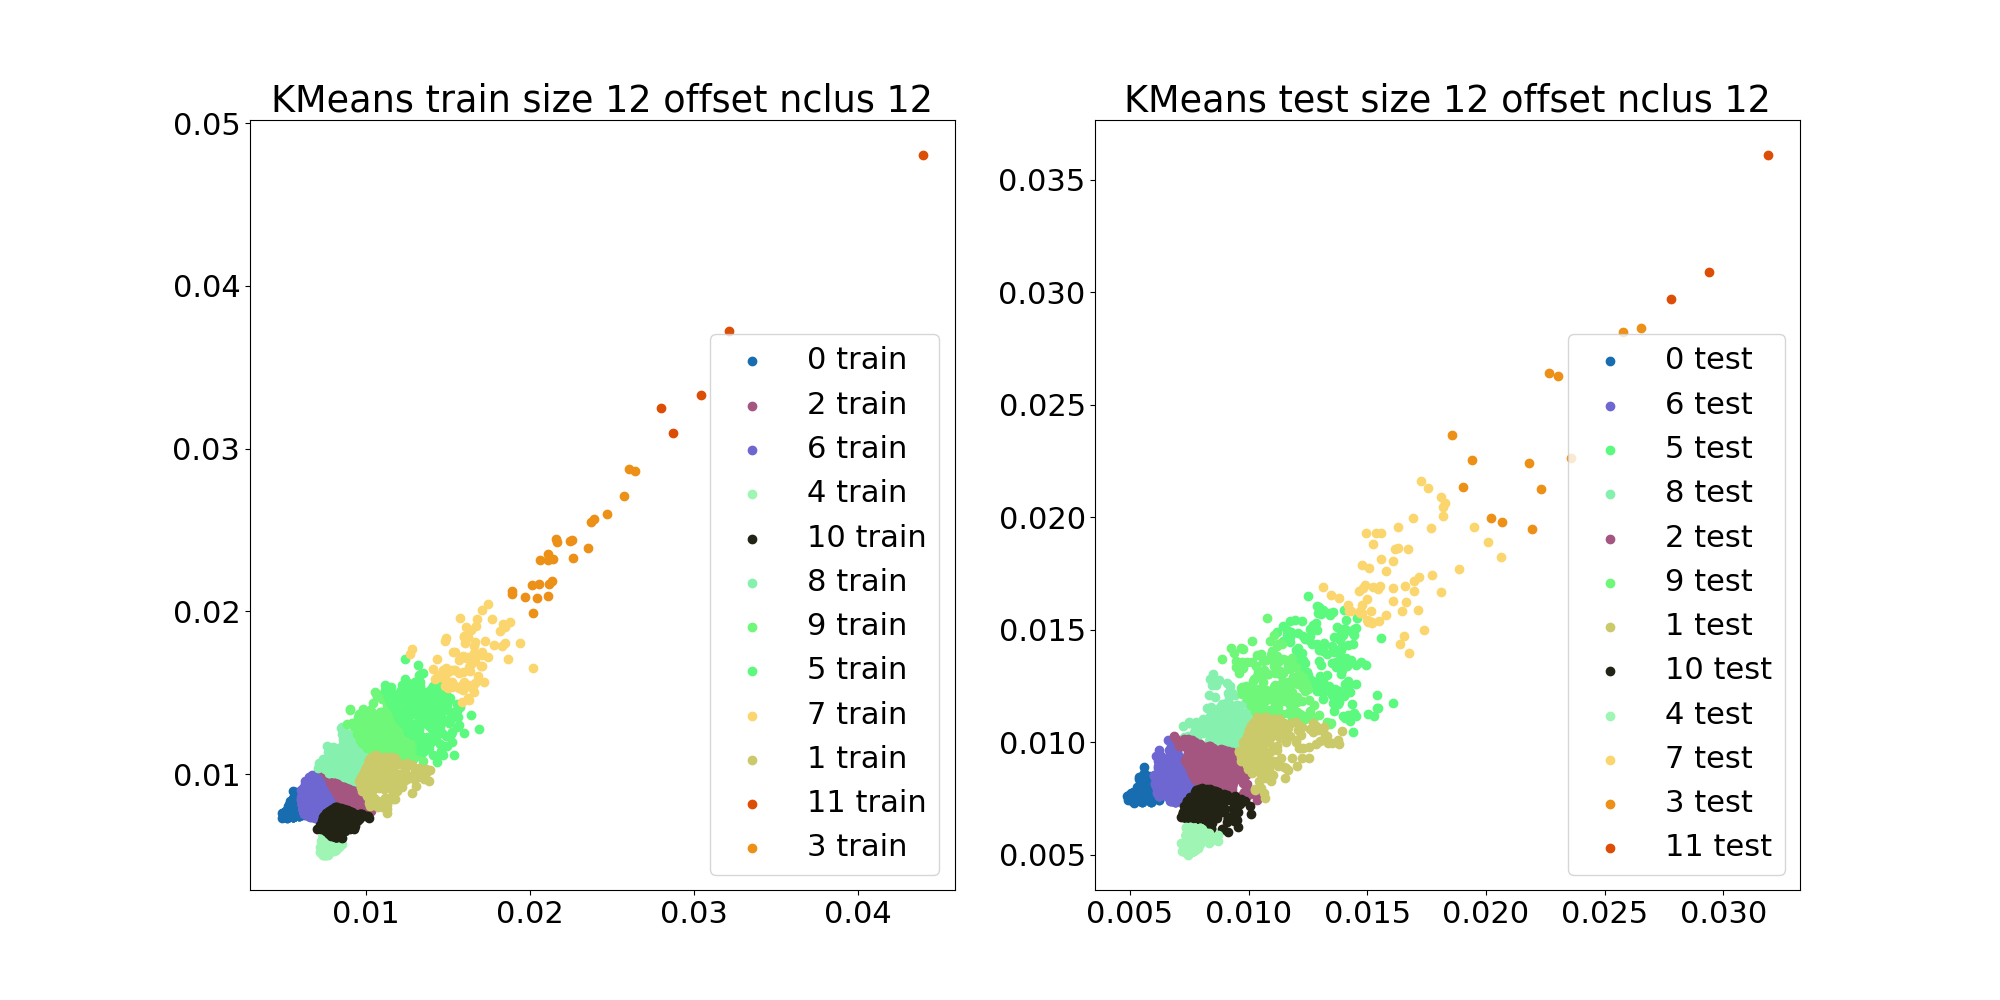 KMeans train size 12 offset nclus 12
0.05
0.04
0.03
0.02
0.01
0.01 0.02 0.03 0.04
0 train
2 train
6 train
4 train
10 train
8 train
9 train
5 train
7 train
1 train
11 train
3 train
KMeans test size 12 offset nclus 12
0.035
0.030
0.025
0.020
0.015
0.010
0.005
0.005 0.010 0.015 0.020 0.025 0.030
0 test
6 test
5 test
8 test
2 test
9 test
1 test
10 test
4 test
7 test
3 test
11 test